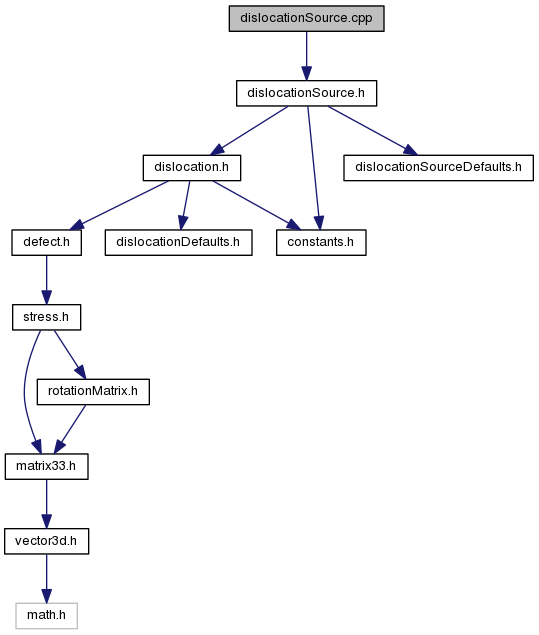 dislocationSource.cpp
dislocationSource.h
dislocation.h
dislocationSourceDefaults.h
defect.h
dislocationDefaults.h
constants.h
stress.h
rotationMatrix.h
matrix33.h
vector3d.h
math.h